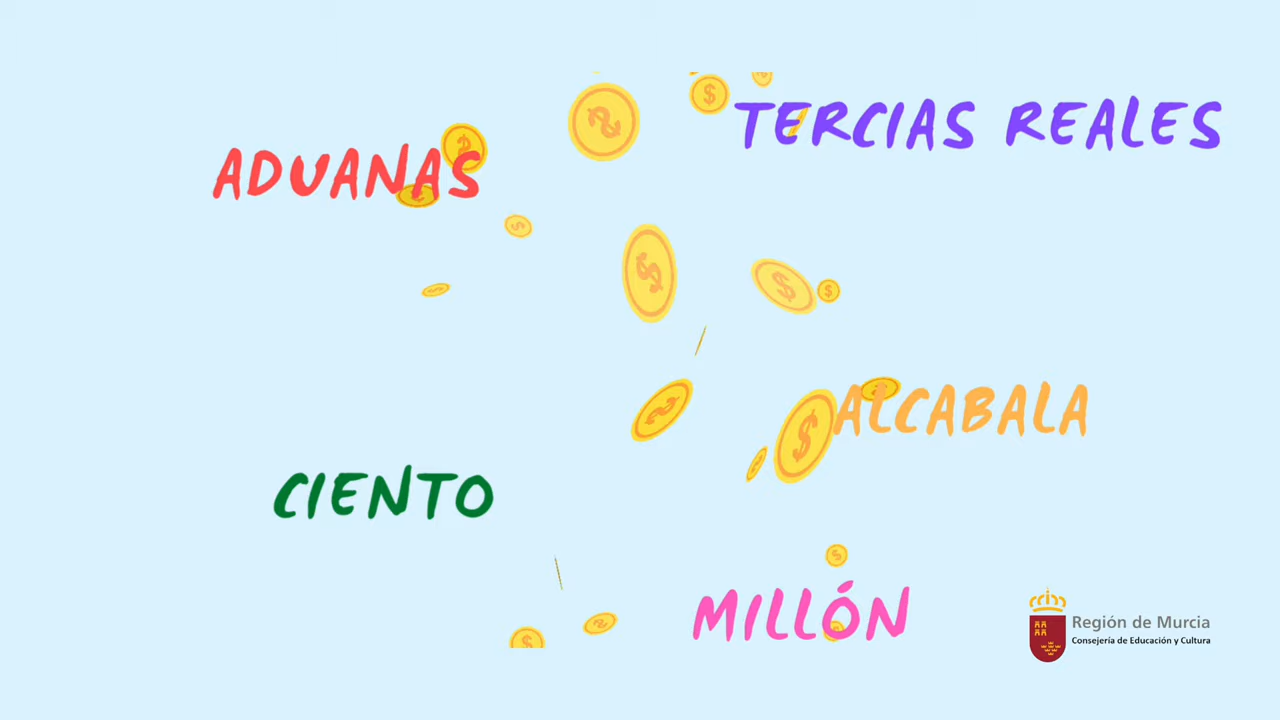 TERCIAS REALES
ADUANAS
ALCABALA
CIENTO
MILLÓN
Región de Murcia
Consejería de Educación y Cultura